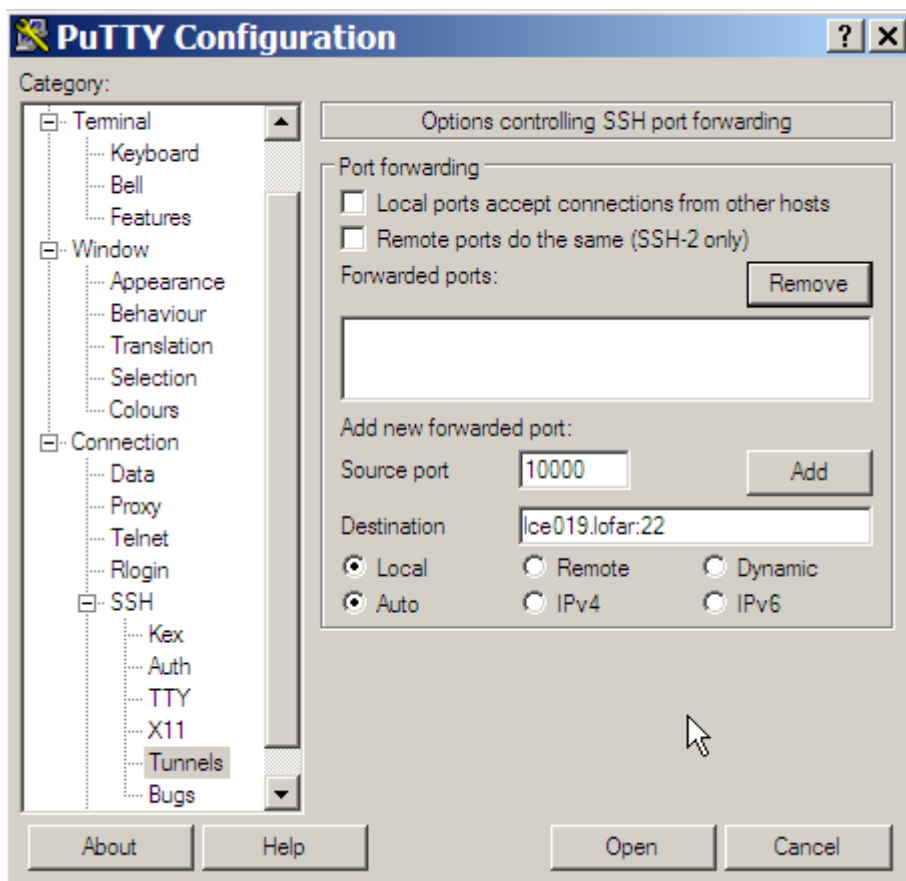 PuTTY Configuration
? X
Category:
Terminal
Keyboard
Bell
Features
Window
Appearance
Behaviour
Translation
Selection
Colours
Connection
Data
Proxy
Telnet
Rlogin
SSH
Kex
Auth
TTY
X11
Tunnels
Bugs
Options controlling SSH port forwarding
Port forwarding
Local ports accept connections from other hosts
Remote ports do the same (SSH-2 only)
Forwarded ports:
Remove
Add new forwarded port:
Source port 10000 Add
Destination lce019.lofar:22
Local Remote Dynamic
Auto IPv4 IPv6
About Help Open Cancel